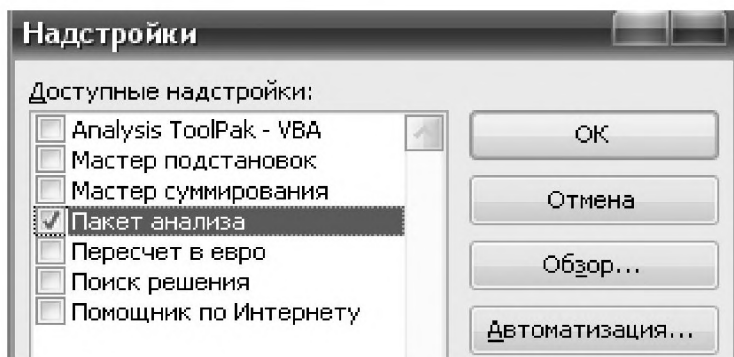 Надстройки
Доступные надстройки:
Analysis ToolPak - VBA
Мастер подстановок
Мастер суммирования
Пакет анализа
Пересчет в евро
Поиск решения
Помощник по Интернету
ОК
Отмена
Обзор...
Автоматизация...